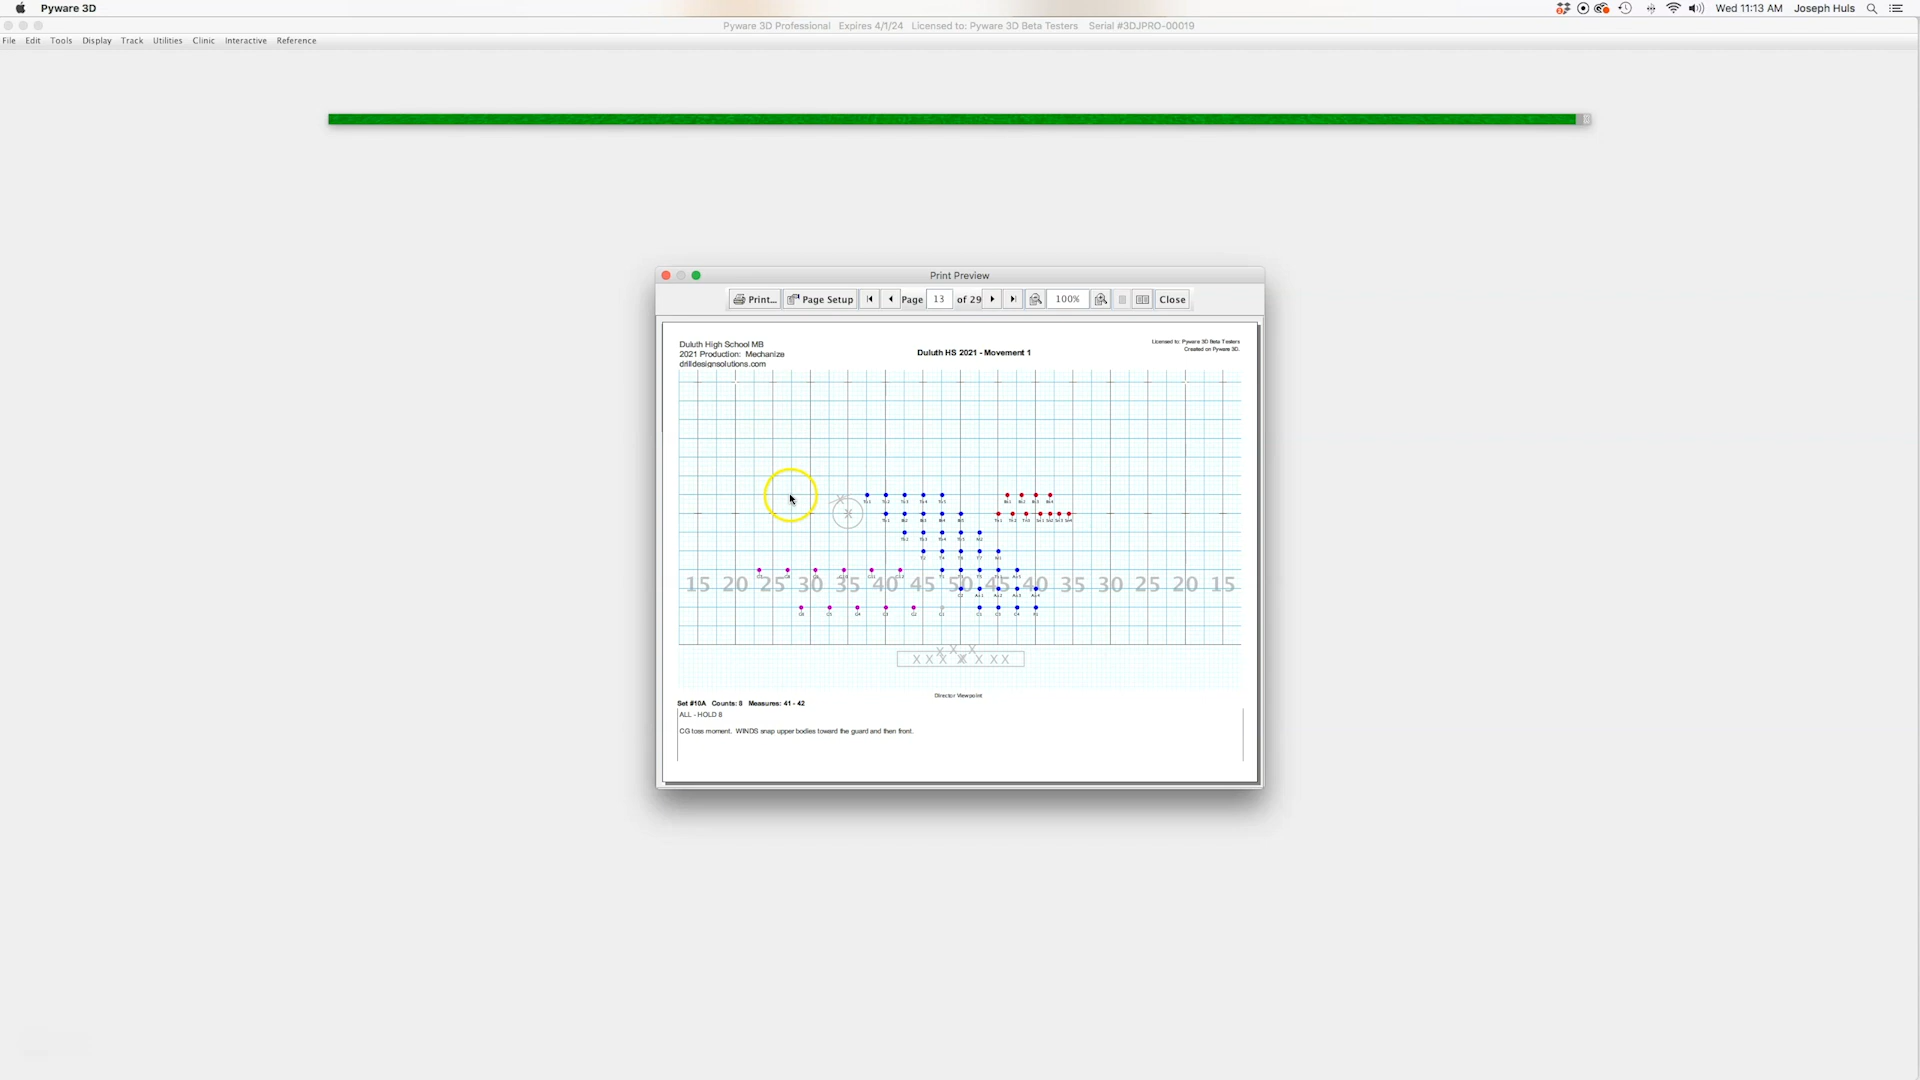 Pyware 3D
Wed 11:13 AM Joseph Huls
Pyware 3D Professional Expires 4/1/24 Licensed to: Pyware 3D Beta Testers Serial #3DJPRO-00019
File Edit Tools Display Track Utilities Clinic Interactive Reference
Print Preview
Print... Page Setup Page 13 of 29 100% Close
Duluth High School MB
2021 Production: Mechanize
drilldesignsolutions.com
Duluth HS 2021 - Movement 1
Licensed to: Pyware 3D Beta Testers
Created on Pyware 3D.
15 20 25 30 35 40 45 50 45 40 35 30 25 20 15
X X X
X X X X X X X
Director Viewpoint
Set #10A Counts: 8 Measures: 41 - 42
ALL - HOLD 8
CG toss moment. WINDS snap upper bodies toward the guard and then front.